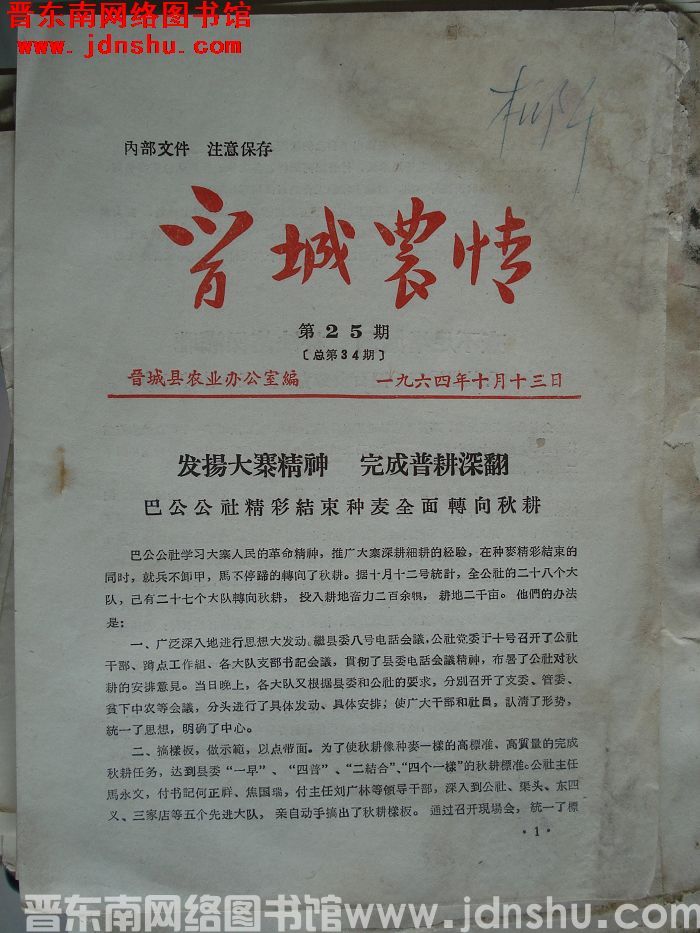 晋东南网络图书馆
www.jdnshu.com
內部文件 注意保存
晋城農情
第25期
〔总第34期〕
晉城县农业办公室編 一九六四年十月十三日
发揚大寨精神 完成普耕深翻
巴公公社精彩結束种麦全面轉向秋耕
巴公公社学习大寨人民的革命精神，推广大寨深耕細耕的经驗，在种麥精彩結束的
同时，就兵不卸甲，馬不停蹄的轉向了秋耕。据十月十二号統計，全公社的二十八个大
队，己有二十七个大队轉向秋耕，投入耕地畜力二百余犋，耕地二千亩。他們的办法
是：
一、广泛深入地进行思想大发动。繼县委八号电話会議，公社党委于十号召开了公社
干部、蹲点工作組、各大队支部書記会議，貫彻了县委电話会議精神，布署了公社对秋
耕的安排意見。当日晚上，各大队又根据县委和公社的要求，分別召开了支委、管委、
貧下中农等会議，分头进行了具体发动、具体安排；使广大干部和社員，認清了形势，
統一了思想，明确了中心。
二、搞樣板，做示範，以点带面。为了使秋耕像种麥一樣的高標准、高質量的完成
秋耕任务，达到县委“一早”、“四普”、“二結合”、“四个一樣”的秋耕標准。公社主任
馬永文，付書記何正祥、焦国瑞，付主任刘广林等領导干部，深入到公社、渠头、东四
义、三家店等五个先进大队，亲自动手搞出了秋耕樣板。通过召开現場会，統一了標
·1·
晋东南网络图书馆www.jdnshu.com